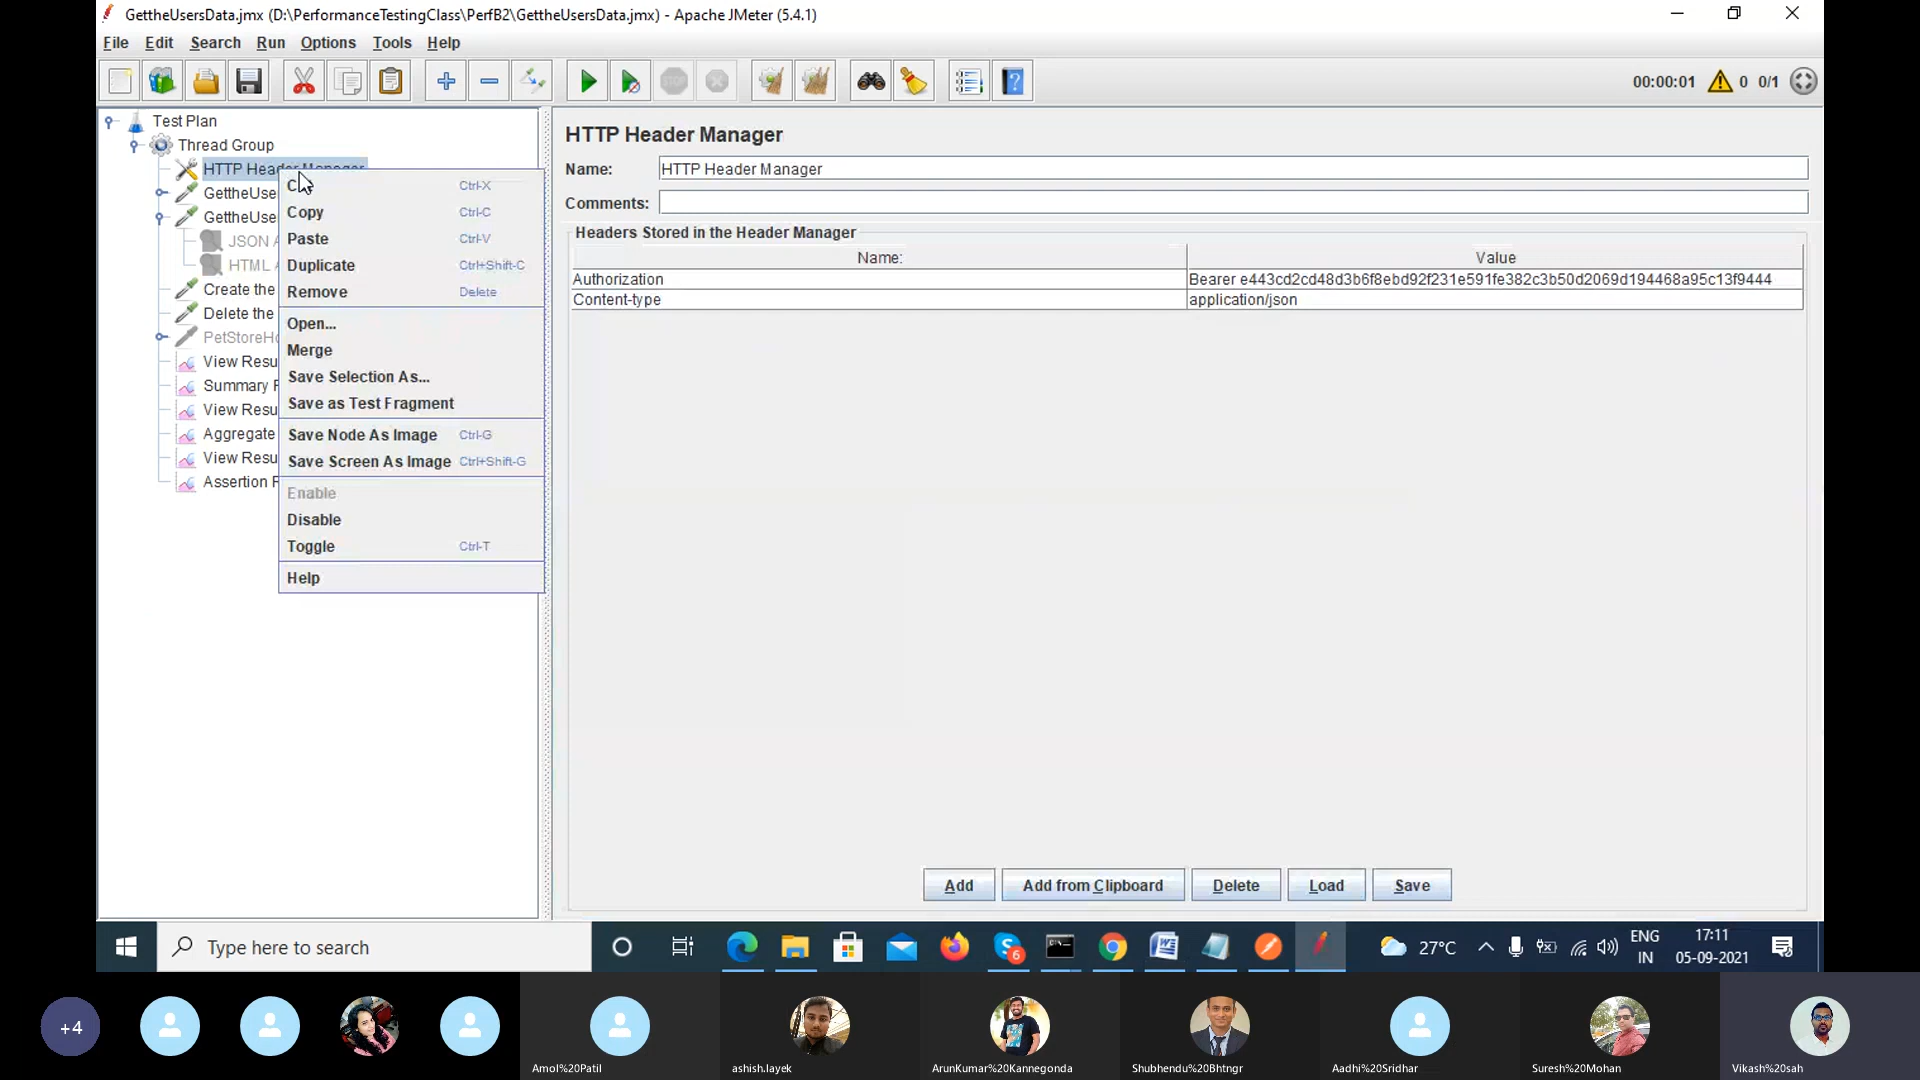 GettheUsersData.jmx (D:\PerformanceTestingClass\PerfB2\GettheUsersData.jmx) - Apache JMeter (5.4.1)
File Edit Search Run Options Tools Help
00:00:01 0 0/1
Test Plan
Thread Group
HTTP Header Manager
GettheUse
GettheUse
JSON
HTML
Create the
Delete the
PetStoreHo
View Resu
Summary
View Resu
Aggregate
View Resu
Assertion
Ctrl-X
Copy Ctrl-C
Paste Ctrl-V
Duplicate Ctrl+Shift-C
Remove Delete
Open...
Merge
Save Selection As...
Save as Test Fragment
Save Node As Image Ctrl-G
Save Screen As Image Ctrl+Shift-G
Enable
Disable
Toggle Ctrl-T
Help
HTTP Header Manager
Name: HTTP Header Manager
Comments:
Headers Stored in the Header Manager
Name: Value
Authorization Bearer e443cd2cd48d3b6f8ebd92f231e591fe382c3b50d2069d194468a95c13f9444
Content-type application/json
Add Add from Clipboard Delete Load Save
Type here to search
6
27°C
ENG
IN
17:11
05-09-2021
+4
Amol%20Patil
ashish.layek
ArunKumar%20Kannegonda
Shubhendu%20Bhtngr
Aadhi%20Sridhar
Suresh%20Mohan
Vikash%20sah